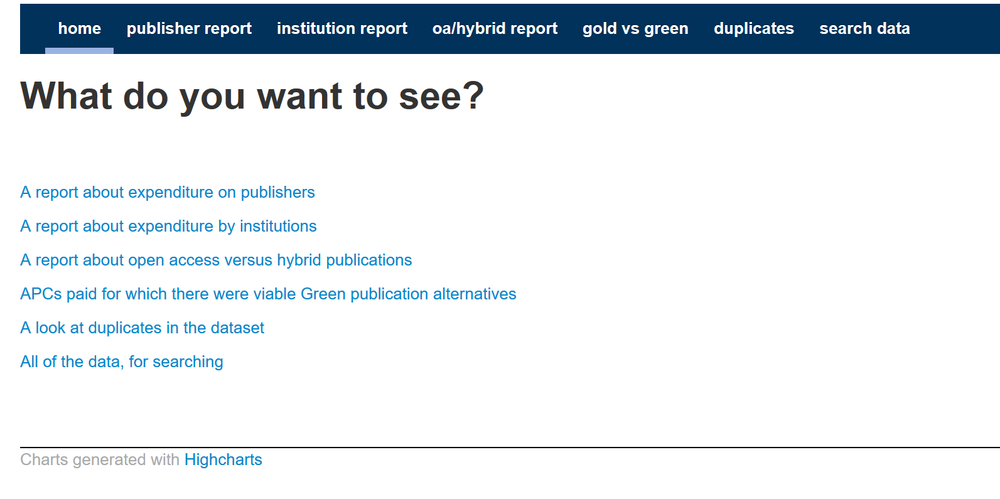 home publisher report institution report oa/hybrid report gold vs green duplicates search data
What do you want to see?
A report about expenditure on publishers
A report about expenditure by institutions
A report about open access versus hybrid publications
APCs paid for which there were viable Green publication alternatives
A look at duplicates in the dataset
All of the data, for searching
Charts generated with Highcharts